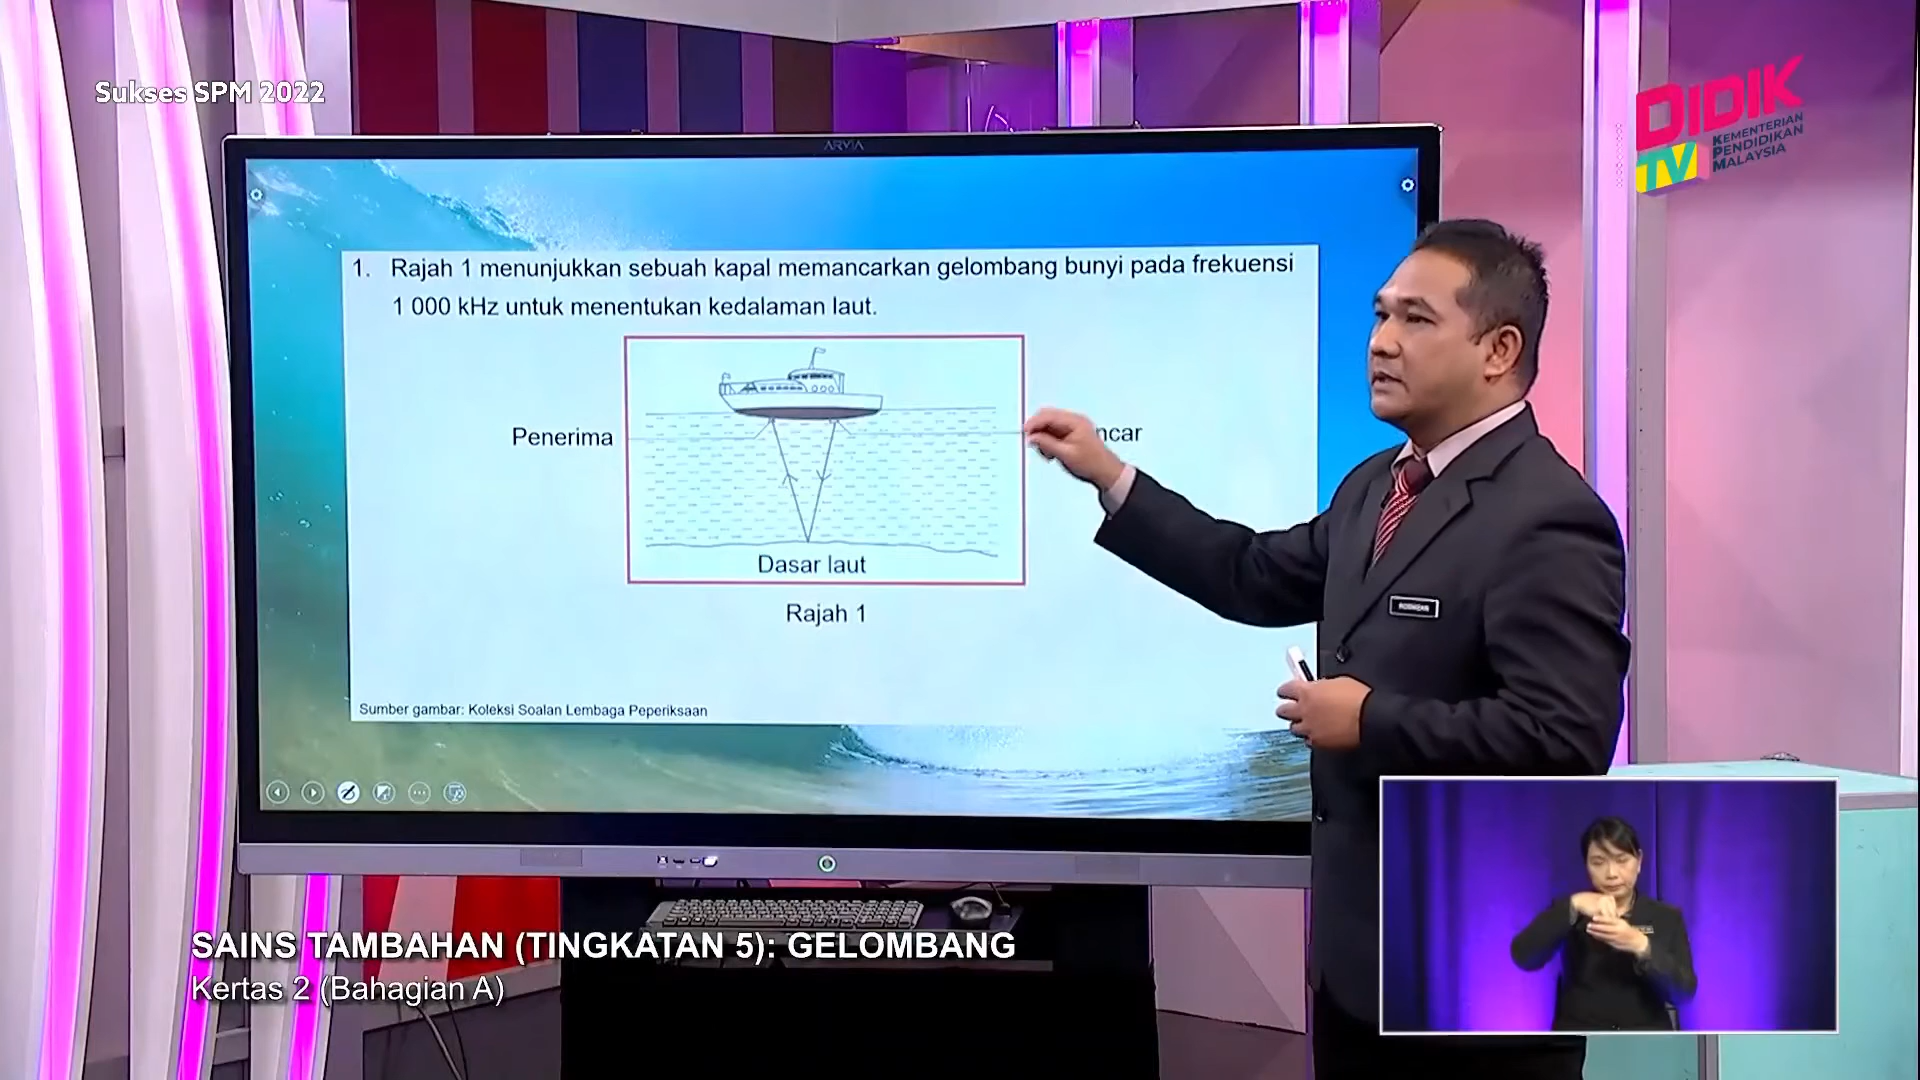 Sukses SPM 2022
DIDIK
TV
KEMENTERIAN
PENDIDIKAN
MALAYSIA
ARVIA
1. Rajah 1 menunjukkan sebuah kapal memancarkan gelombang bunyi pada frekuensi
1 000 kHz untuk menentukan kedalaman laut.
Penerima
ncar
Dasar laut
Rajah 1
Sumber gambar: Koleksi Soalan Lembaga Peperiksaan
SAINS TAMBAHAN (TINGKATAN 5): GELOMBANG
Kertas 2 (Bahagian A)